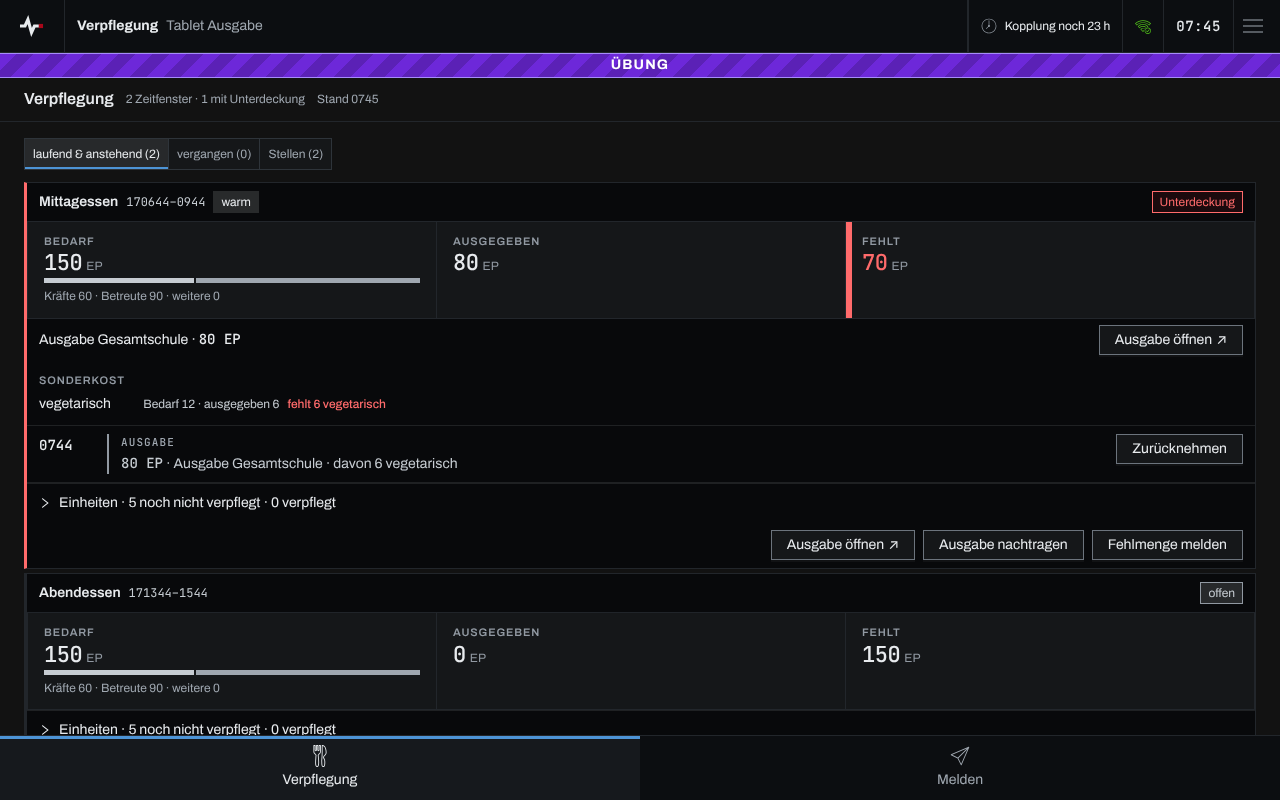 Verpflegung Tablet Ausgabe
Kopplung noch 23 h
07:45
ÜBUNG
Verpflegung 2 Zeitfenster · 1 mit Unterdeckung Stand 0745
laufend & anstehend (2) vergangen (0) Stellen (2)
Mittagessen 170644–0944 warm Unterdeckung
BEDARF AUSGEGEBEN FEHLT
150 EP 80 EP 70 EP
Kräfte 60 · Betreute 90 · weitere 0
Ausgabe Gesamtschule · 80 EP Ausgabe öffnen ↗
SONDERKOST
vegetarisch Bedarf 12 · ausgegeben 6 fehlt 6 vegetarisch
0744 AUSGABE
80 EP · Ausgabe Gesamtschule · davon 6 vegetarisch Zurücknehmen
Einheiten · 5 noch nicht verpflegt · 0 verpflegt
Ausgabe öffnen ↗ Ausgabe nachtragen Fehlmenge melden
Abendessen 171344–1544 offen
BEDARF AUSGEGEBEN FEHLT
150 EP 0 EP 150 EP
Kräfte 60 · Betreute 90 · weitere 0
Einheiten · 5 noch nicht verpflegt · 0 verpflegt
Verpflegung Melden